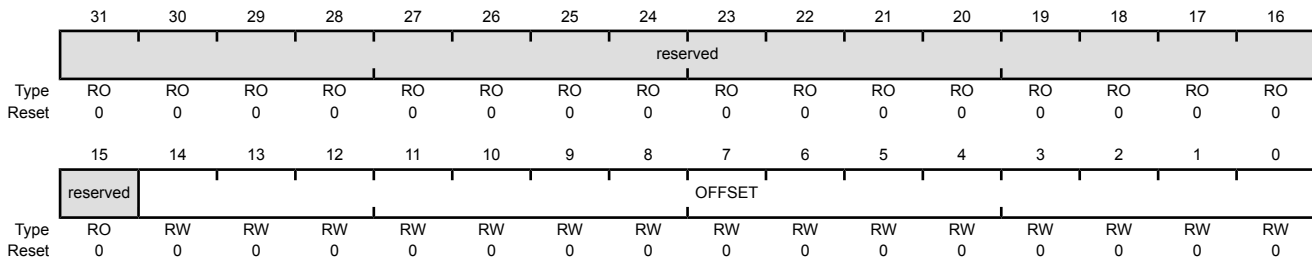 31 30 29 28 27 26 25 24 23 22 21 20 19 18 17 16
reserved
Type RO RO RO RO RO RO RO RO RO RO RO RO RO RO RO RO
Reset 0 0 0 0 0 0 0 0 0 0 0 0 0 0 0 0
15 14 13 12 11 10 9 8 7 6 5 4 3 2 1 0
reserved OFFSET
Type RO RW RW RW RW RW RW RW RW RW RW RW RW RW RW RW
Reset 0 0 0 0 0 0 0 0 0 0 0 0 0 0 0 0